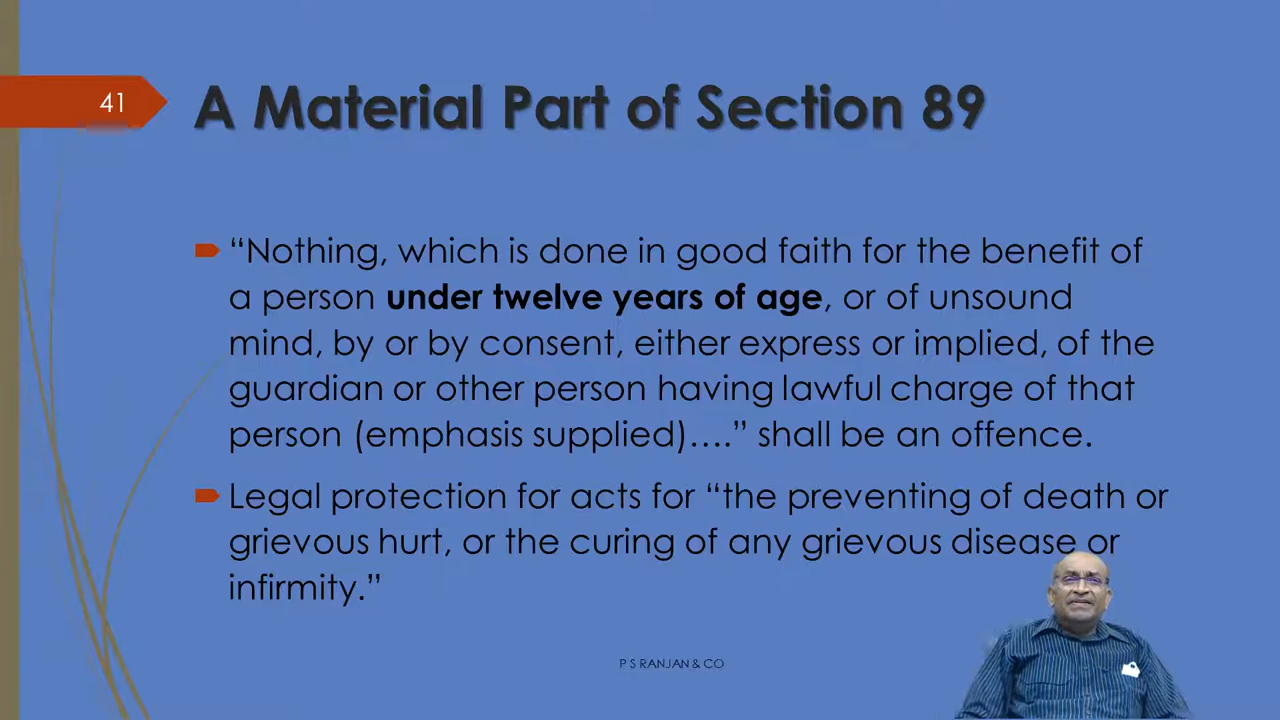 41
A Material Part of Section 89
“Nothing, which is done in good faith for the benefit of
a person under twelve years of age, or of unsound
mind, by or by consent, either express or implied, of the
guardian or other person having lawful charge of that
person (emphasis supplied)….” shall be an offence.
Legal protection for acts for “the preventing of death or
grievous hurt, or the curing of any grievous disease or
infirmity.”
P S RANJAN & CO